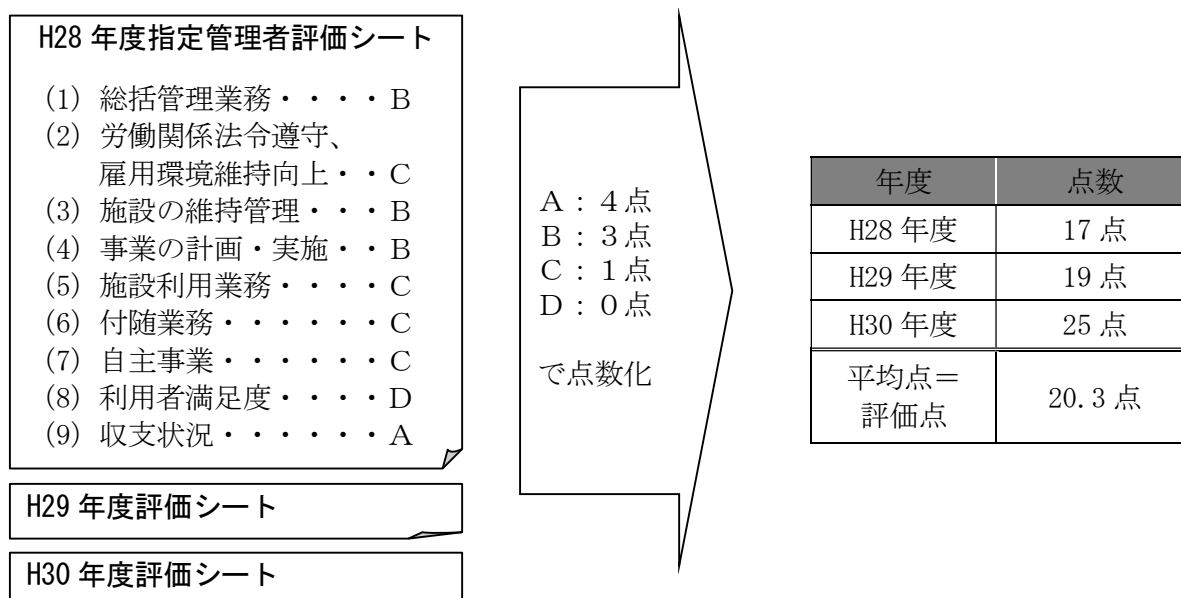 H28 年度指定管理者評価シート
(1) 総括管理業務・・・・Ｂ
(2) 労働関係法令遵守、
雇用環境維持向上・・Ｃ
(3) 施設の維持管理・・・Ｂ
(4) 事業の計画・実施・・Ｂ
(5) 施設利用業務・・・・Ｃ
(6) 付随業務・・・・・・Ｃ
(7) 自主事業・・・・・・Ｃ
(8) 利用者満足度・・・・Ｄ
(9) 収支状況・・・・・・Ａ
H29 年度評価シート
H30 年度評価シート
Ａ：４点
Ｂ：３点
Ｃ：１点
Ｄ：０点
で点数化
年度 点数
H28 年度 17 点
H29 年度 19 点
H30 年度 25 点
平均点＝
評価点 20.3 点